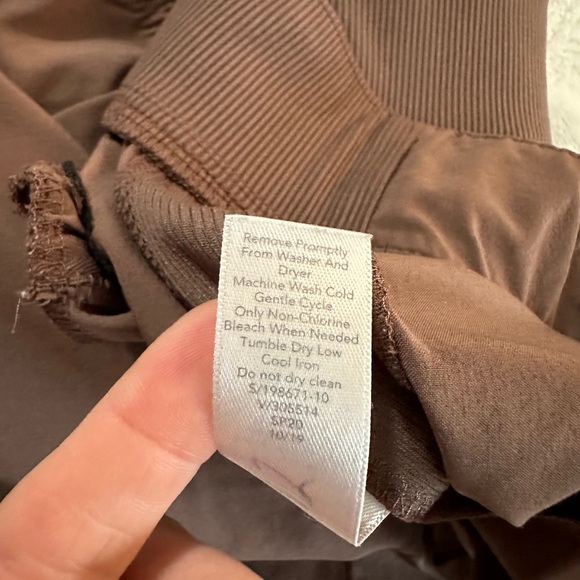 Remove Promptly
From Washer And
Dryer
Machine Wash Cold
Gentle Cycle
Only Non-Chlorine
Bleach When Needed
Tumble Dry Low
Cool Iron
Do not dry clean
S/198671-10
V/305514
SP20
10/19